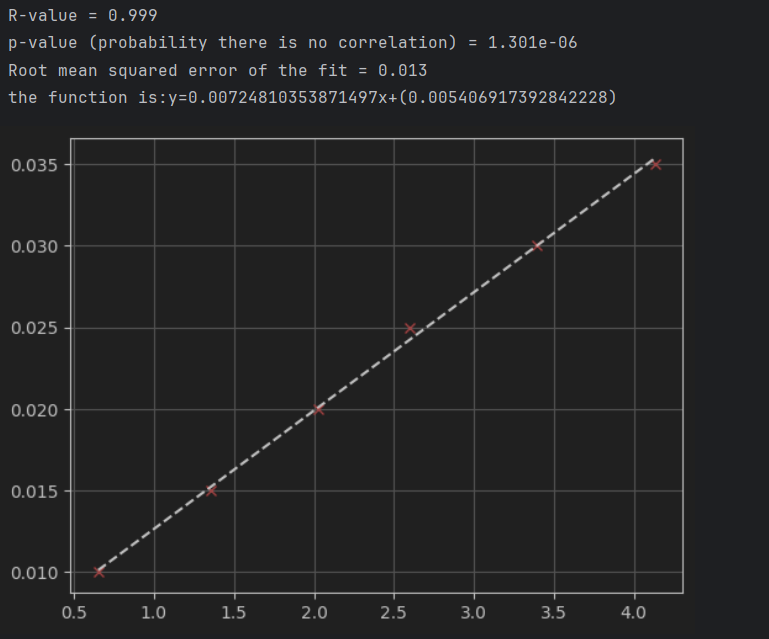 R-value = 0.999
p-value (probability there is no correlation) = 1.301e-06
Root mean squared error of the fit = 0.013
the function is:y=0.00724810353871497x+(0.005406917392842228)
0.035
0.030
0.025
0.020
0.015
0.010
0.5 1.0 1.5 2.0 2.5 3.0 3.5 4.0